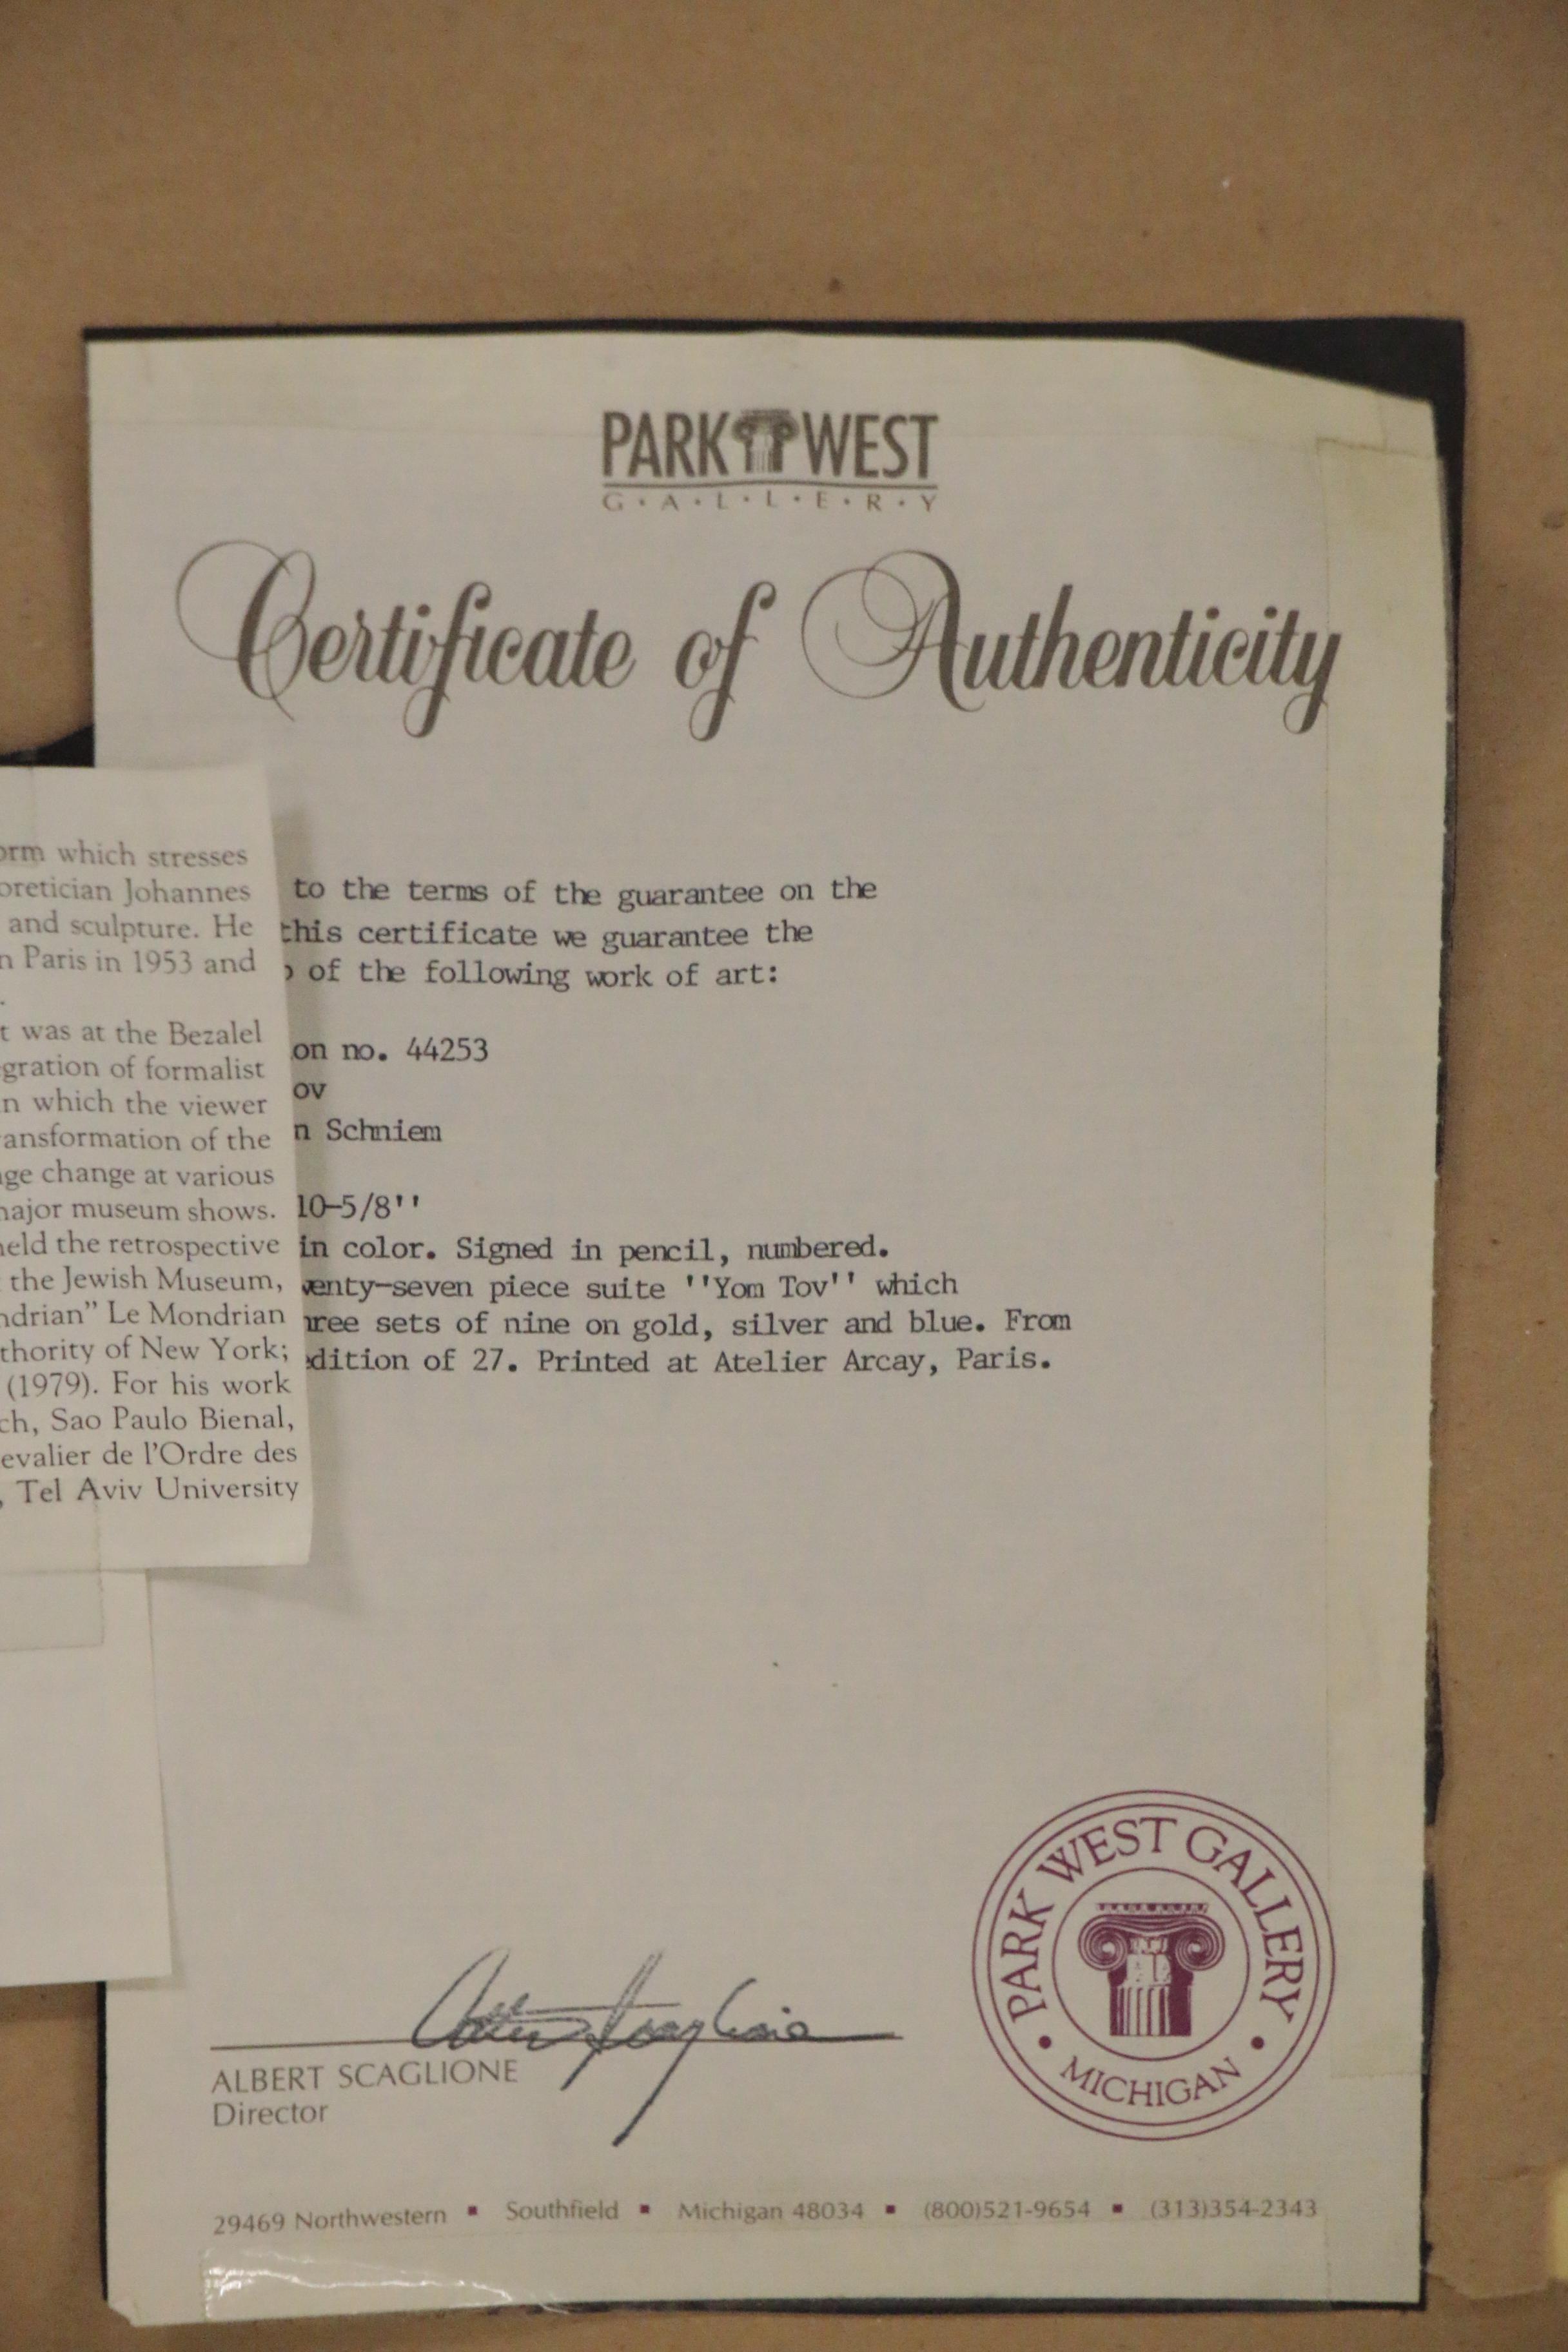 PARK WEST
G·A·L·L·E·R·Y
Certificate of Authenticity
orm which stresses
oretician Johannes
and sculpture. He
n Paris in 1953 and
.
t was at the Bezalel
gration of formalist
n which the viewer
ansformation of the
ge change at various
najor museum shows.
neld the retrospective
the Jewish Museum,
ndrian” Le Mondrian
thority of New York;
(1979). For his work
ch, Sao Paulo Bienal,
evalier de l’Ordre des
, Tel Aviv University
to the terms of the guarantee on the
this certificate we guarantee the
of the following work of art:
on no. 44253
ov
n Schniem
10-5/8''
in color. Signed in pencil, numbered.
wenty-seven piece suite ''Yom Tov'' which
hree sets of nine on gold, silver and blue. From
edition of 27. Printed at Atelier Arcay, Paris.
PARK WEST GALLERY
• MICHIGAN •
Albert Scaglione
ALBERT SCAGLIONE
Director
29469 Northwestern ▪ Southfield ▪ Michigan 48034 ▪ (800)521-9654 ▪ (313)354-2343